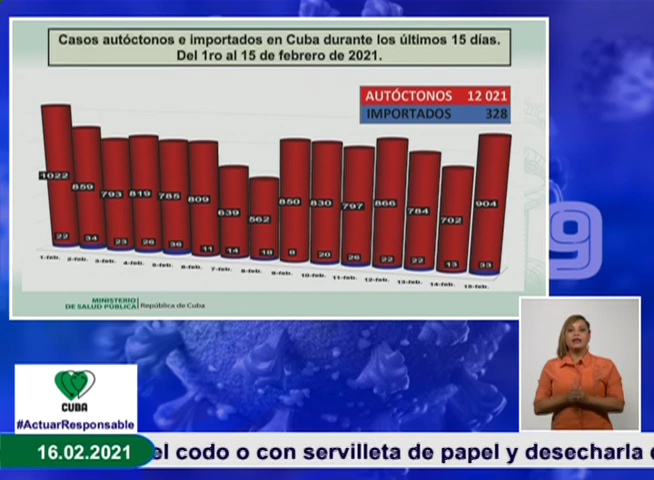 Casos autóctonos e importados en Cuba durante los últimos 15 días.
Del 1ro al 15 de febrero de 2021.
AUTÓCTONOS 12 021
IMPORTADOS 328
1022 859 793 819 785 809 639 562 850 830 797 866 784 702 904
22 34 23 26 36 11 14 18 8 20 26 22 22 13 33
1-feb. 2-feb. 3-feb. 4-feb. 5-feb. 6-feb. 7-feb. 8-feb. 9-feb. 10-feb. 11-feb. 12-feb. 13-feb. 14-feb. 15-feb.
MINISTERIO
DE SALUD PÚBLICA República de Cuba
9
CUBA
#ActuarResponsable
16.02.2021 el codo o con servilleta de papel y desecharla